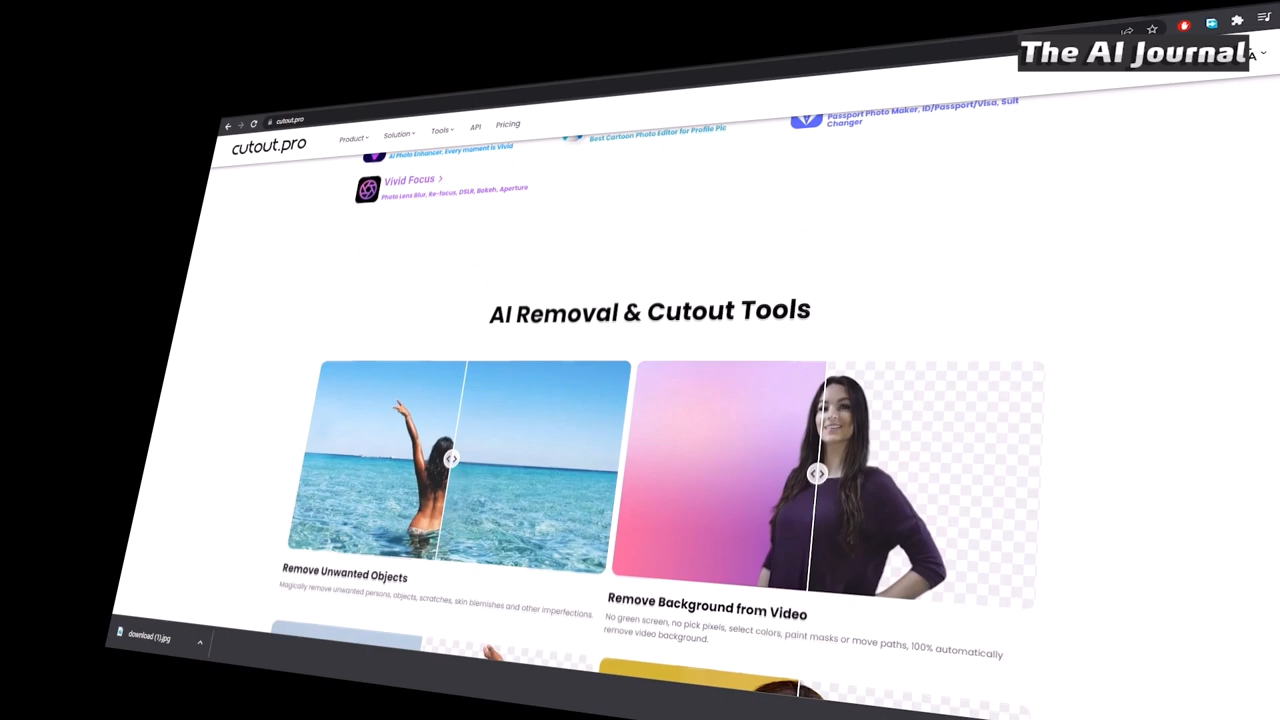 The AI Journal
cutout.pro
cutout.pro
Product
Solution
Tools
API
Pricing
AI Photo Enhancer, Every moment is Vivid
Best Cartoon Photo Editor for Profile Pic
Passport Photo Maker, ID/Passport/Visa, Suit
Changer
Vivid Focus >
Photo Lens Blur, Re-focus, DSLR, Bokeh, Aperture
AI Removal & Cutout Tools
Remove Unwanted Objects
Magically remove unwanted persons, objects, scratches, skin blemishes and other imperfections.
Remove Background from Video
No green screen, no pick pixels, select colors, paint masks or move paths, 100% automatically
remove video background.
download (1).jpg